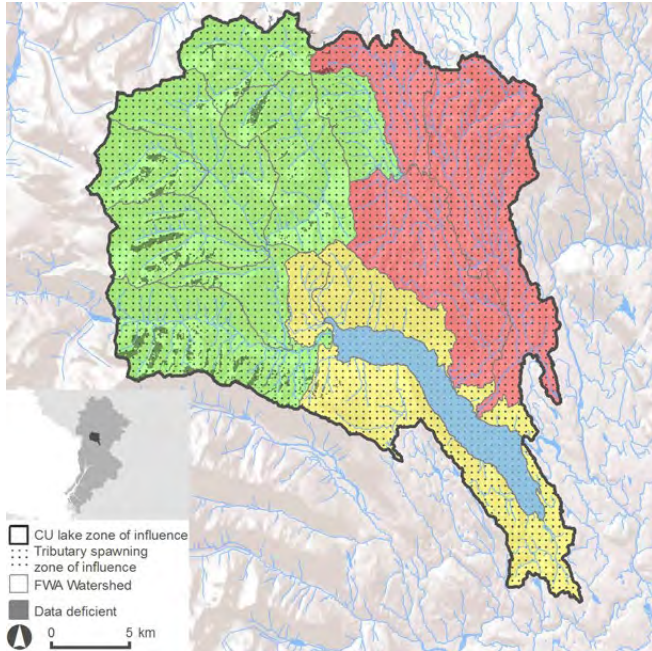 CU lake zone of influence
Tributary spawning
zone of influence
FWA Watershed
Data deficient
0 5 km